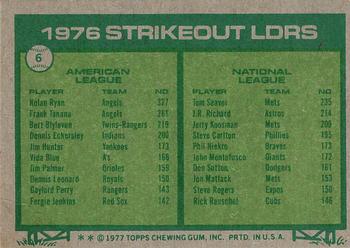 1976 STRIKEOUT LDRS
6
AMERICAN LEAGUE
PLAYER TEAM NO
Nolan Ryan Angels 327
Frank Tanana Angels 261
Bert Blyleven Twins-Rangers 219
Dennis Eckersley Indians 200
Jim Hunter Yankees 173
Vida Blue A's 166
Jim Palmer Orioles 159
Dennis Leonard Royals 150
Gaylord Perry Rangers 143
Fergie Jenkins Red Sox 142
NATIONAL LEAGUE
PLAYER TEAM NO
Tom Seaver Mets 235
J.R. Richard Astros 214
Jerry Koosman Mets 200
Steve Carlton Phillies 195
Phil Niekro Braves 173
John Montefusco Giants 172
Don Sutton Dodgers 161
Jon Matlack Mets 153
Steve Rogers Expos 150
Rick Reuschel Cubs 146
** © 1977 TOPPS CHEWING GUM, INC. PRTD. IN U.S.A.